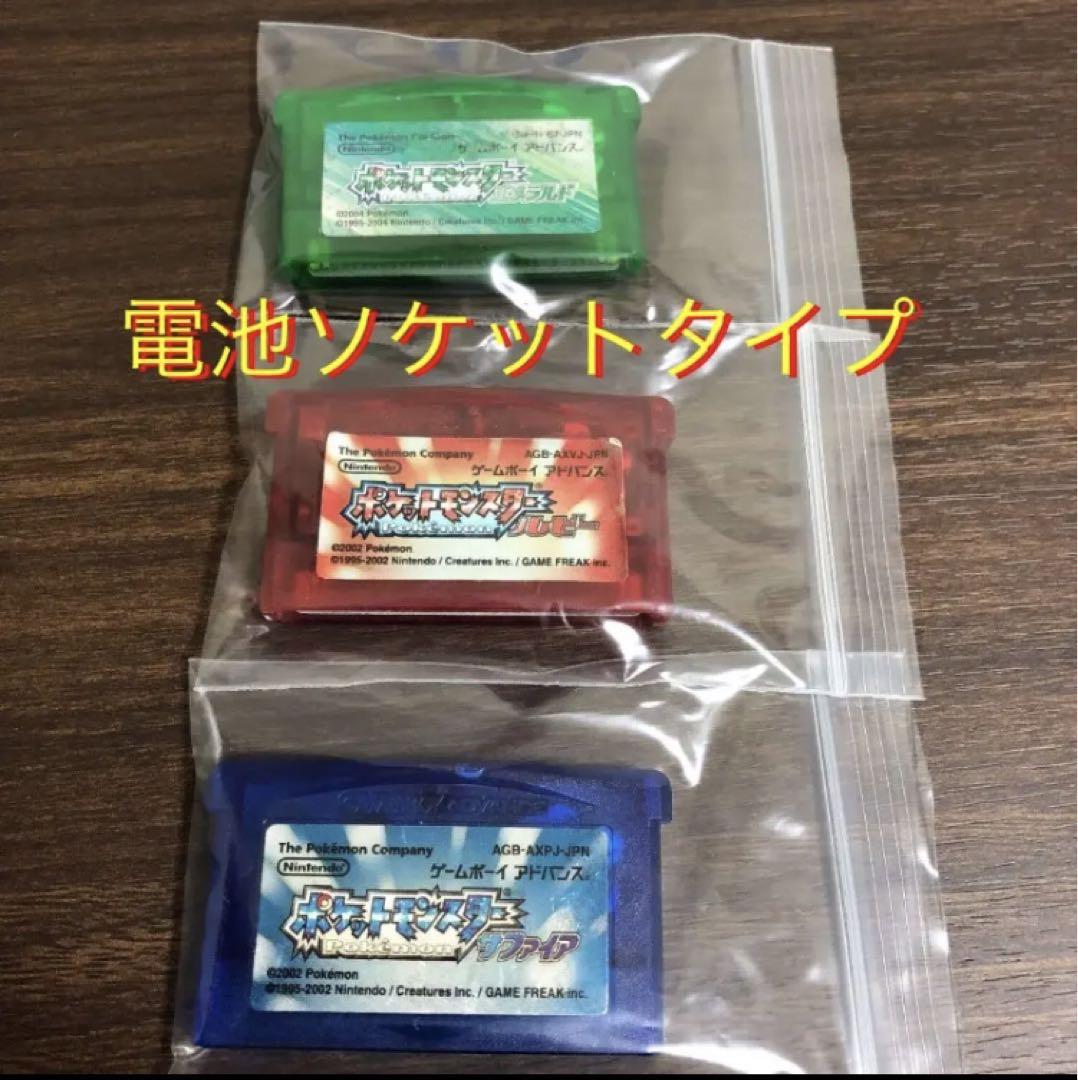 The Pokémon
Nintendo
ゲームボーイ アドバンス
ポケットモンスター
エメラルド
©2004 Pokémon.
©1995-2004 Nintendo / Creatures Inc. / GAME FREAK inc.
電池ソケットタイプ
The Pokémon Company AGB-AXVJ-JPN
Nintendo ゲームボーイ アドバンス®
ポケットモンスター®
Pokémon ルビー
©2002 Pokémon.
©1995-2002 Nintendo / Creatures Inc. / GAME FREAK inc.
The Pokémon Company AGB-AXPJ-JPN
Nintendo ゲームボーイ アドバンス®
ポケットモンスター®
Pokémon サファイア
©2002 Pokémon
©1995-2002 Nintendo / Creatures Inc. / GAME FREAK inc.